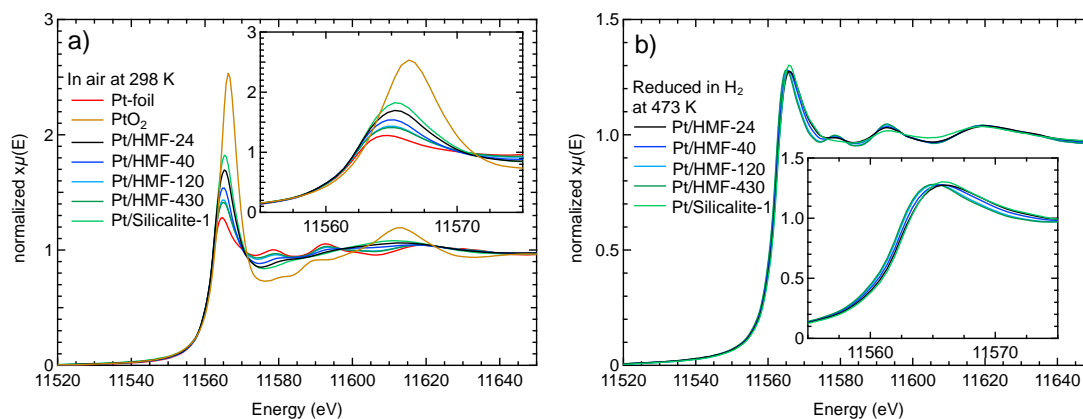 a)
In air at 298 K
Pt-foil
PtO2
Pt/HMF-24
Pt/HMF-40
Pt/HMF-120
Pt/HMF-430
Pt/Silicalite-1
normalized xμ(E)
3
2
1
0
3
2
1
0
11560
11570
11520
11540
11560
11580
11600
11620
11640
Energy (eV)
b)
Reduced in H2
at 473 K
Pt/HMF-24
Pt/HMF-40
Pt/HMF-120
Pt/HMF-430
Pt/Silicalite-1
normalized xμ(E)
1.5
1.0
0.5
0.0
1.5
1.0
0.5
0
11560
11570
11520
11540
11560
11580
11600
11620
11640
Energy (eV)